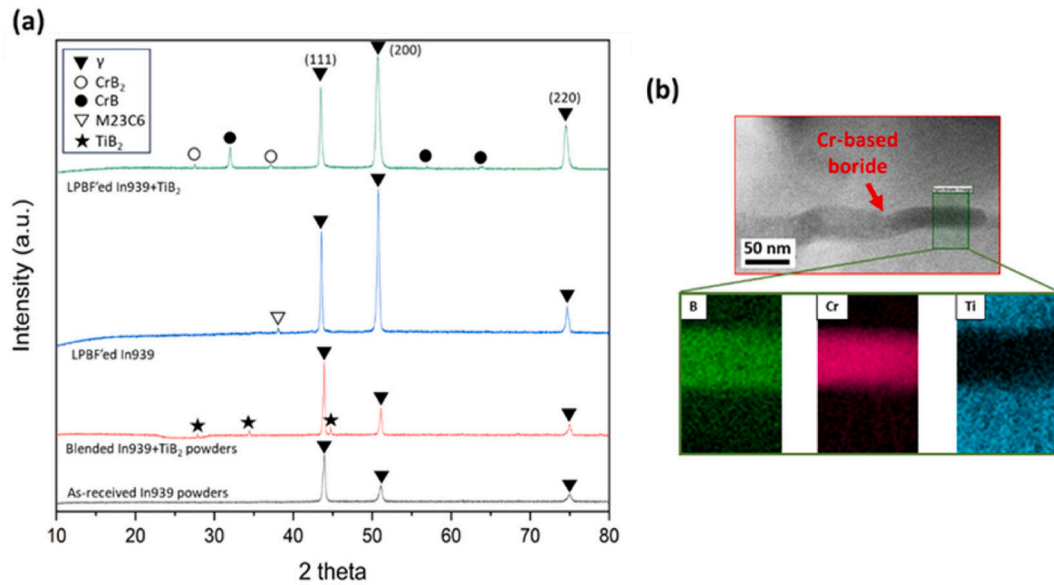 (a)
γ
CrB₂
CrB
M23C6
TiB₂
(111)
(200)
(220)
LPBF'ed In939+TiB₂
LPBF'ed In939
Blended In939+TiB₂ powders
As-received In939 powders
Intensity (a.u.)
10 20 30 40 50 60 70 80
2 theta
(b)
Cr-based
boride
50 nm
B
Cr
Ti